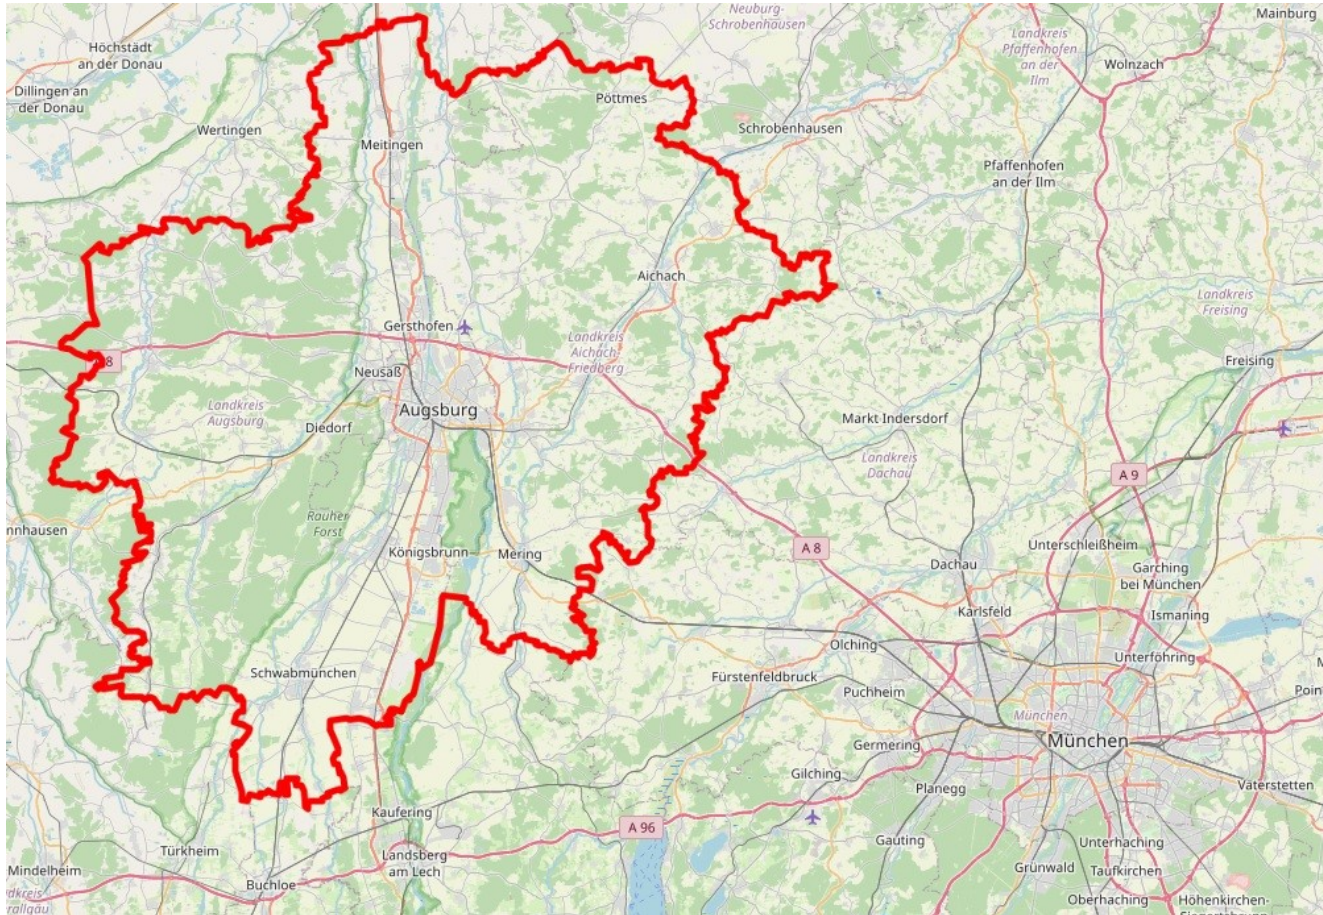 Neuburg-
Schrobenhausen
Mainburg
Höchstädt
an der Donau
Landkreis
Pfaffenhofen
an der
Ilm
Wolnzach
Dillingen an
der Donau
Pöttmes
Wertingen
Schrobenhausen
Meitingen
Pfaffenhofen
an der Ilm
Aichach
Landkreis
Freising
Gersthofen
Landkreis
Aichach-
Friedberg
8
Freising
Neusaß
Landkreis
Augsburg
Augsburg
Diedorf
Markt Indersdorf
Landkreis
Dachau
A 9
Rauher
Forst
nnhausen
Königsbrunn
Mering
A 8
Unterschleißheim
Dachau
Garching
bei München
Karlsfeld
Ismaning
Olching
Unterföhring
Schwabmünchen
Fürstenfeldbruck
Puchheim
Poin
München
München
Germering
Gilching
Planegg
Vaterstetten
Kaufering
A 96
Gauting
Unterhaching
Türkheim
Landsberg
am Lech
Grünwald
Taufkirchen
Mindelheim
Buchloe
Oberhaching
Höhenkirchen-
dkreis
rallgäu